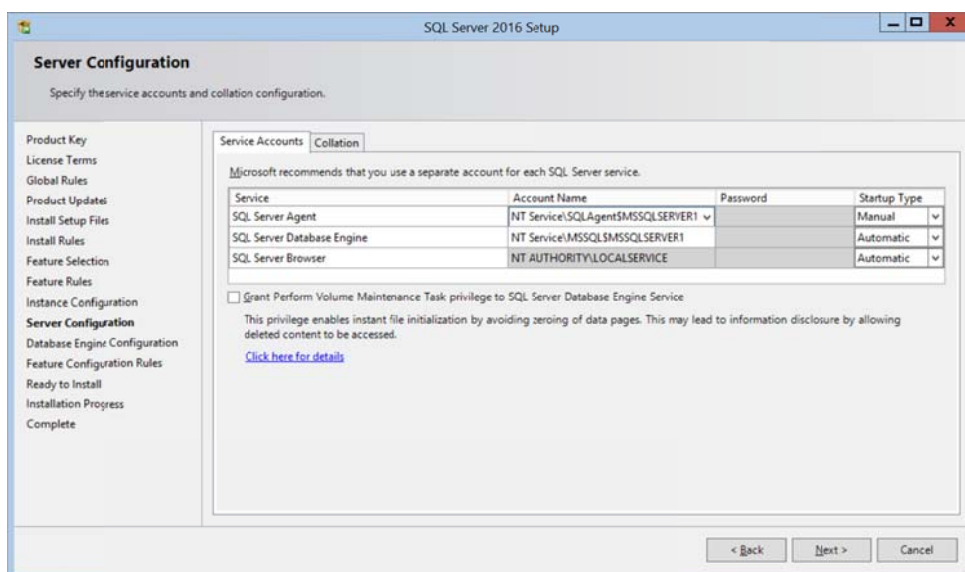 SQL Server 2016 Setup
Server Configuration
Specify the service accounts and collation configuration.
Product Key
License Terms
Global Rules
Product Updates
Install Setup Files
Install Rules
Feature Selection
Feature Rules
Instance Configuration
Server Configuration
Database Engine Configuration
Feature Configuration Rules
Ready to Install
Installation Progress
Complete
Service Accounts Collation
Microsoft recommends that you use a separate account for each SQL Server service.
Service Account Name Password Startup Type
SQL Server Agent NT Service\SQLAgent$MSSQLSERVER1 Manual
SQL Server Database Engine NT Service\MSSQL$MSSQLSERVER1 Automatic
SQL Server Browser NT AUTHORITY\LOCALSERVICE Automatic
Grant Perform Volume Maintenance Task privilege to SQL Server Database Engine Service
This privilege enables instant file initialization by avoiding zeroing of data pages. This may lead to information disclosure by allowing
deleted content to be accessed.
Click here for details
< Back Next > Cancel